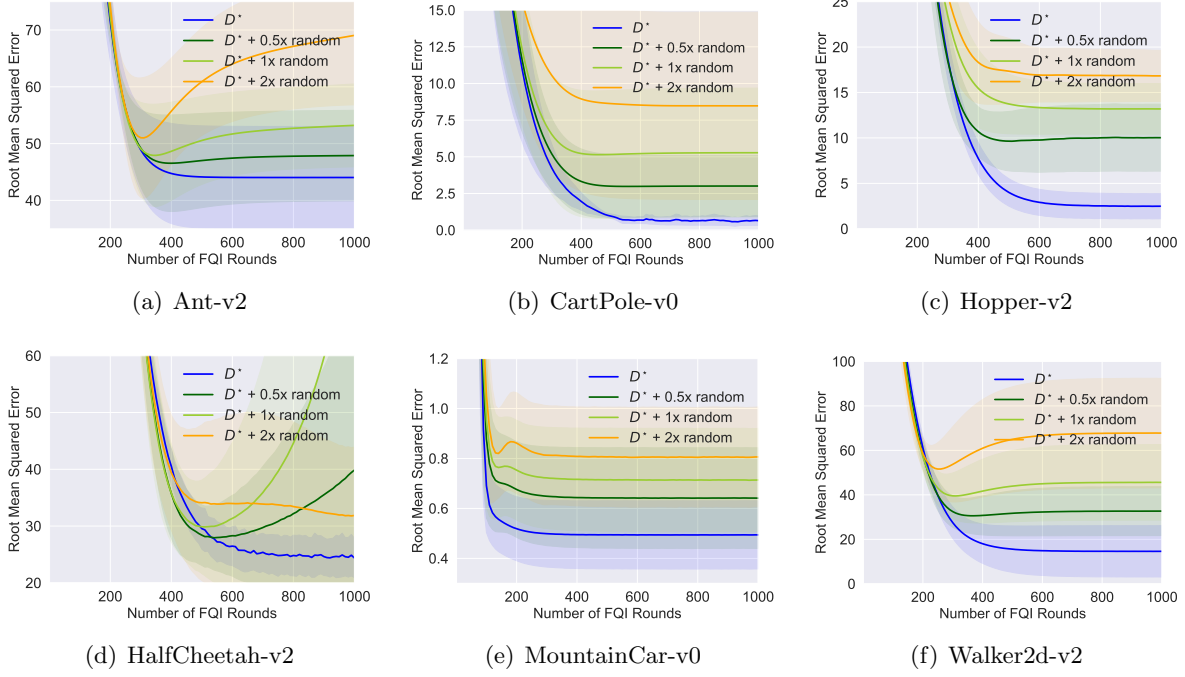 Root Mean Squared Error
70
60
50
40
D*
D* + 0.5x random
D* + 1x random
D* + 2x random
200 400 600 800 1000
Number of FQI Rounds
(a) Ant-v2
Root Mean Squared Error
15.0
12.5
10.0
7.5
5.0
2.5
0.0
D*
D* + 0.5x random
D* + 1x random
D* + 2x random
200 400 600 800 1000
Number of FQI Rounds
(b) CartPole-v0
Root Mean Squared Error
25
20
15
10
5
0
D*
D* + 0.5x random
D* + 1x random
D* + 2x random
200 400 600 800 1000
Number of FQI Rounds
(c) Hopper-v2
Root Mean Squared Error
60
50
40
30
20
D*
D* + 0.5x random
D* + 1x random
D* + 2x random
200 400 600 800 1000
Number of FQI Rounds
(d) HalfCheetah-v2
Root Mean Squared Error
1.2
1.0
0.8
0.6
0.4
D*
D* + 0.5x random
D* + 1x random
D* + 2x random
200 400 600 800 1000
Number of FQI Rounds
(e) MountainCar-v0
Root Mean Squared Error
100
80
60
40
20
0
D*
D* + 0.5x random
D* + 1x random
D* + 2x random
200 400 600 800 1000
Number of FQI Rounds
(f) Walker2d-v2